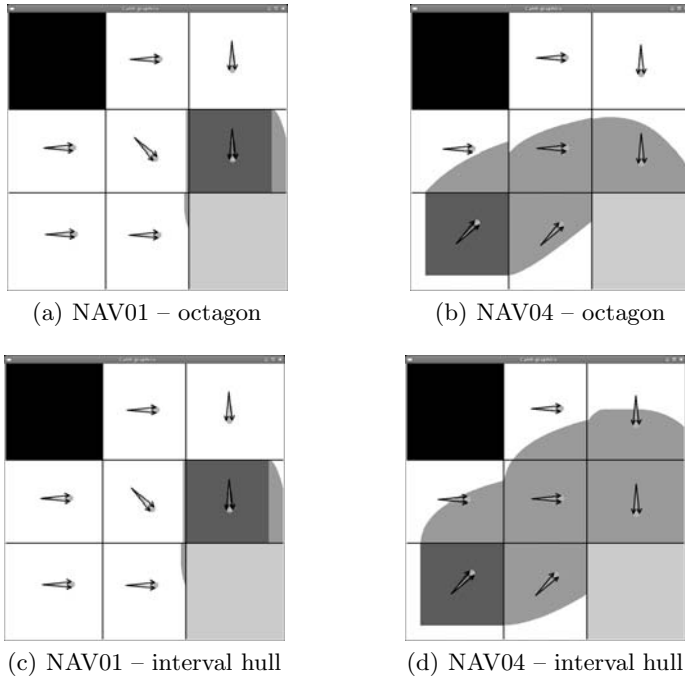 (a) NAV01 – octagon
(b) NAV04 – octagon
(c) NAV01 – interval hull
(d) NAV04 – interval hull